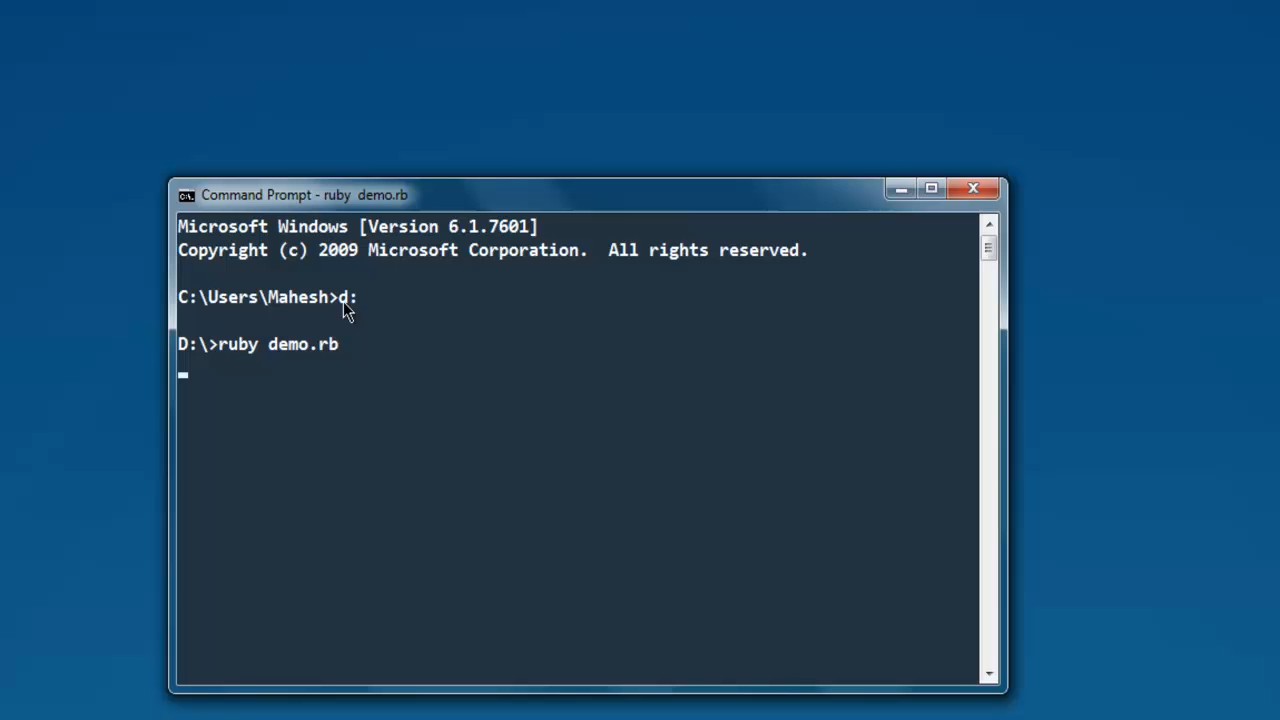 Command Prompt - ruby  demo.rb
Microsoft Windows [Version 6.1.7601]
Copyright (c) 2009 Microsoft Corporation.  All rights reserved.
C:\Users\Mahesh>d:
D:\>ruby demo.rb